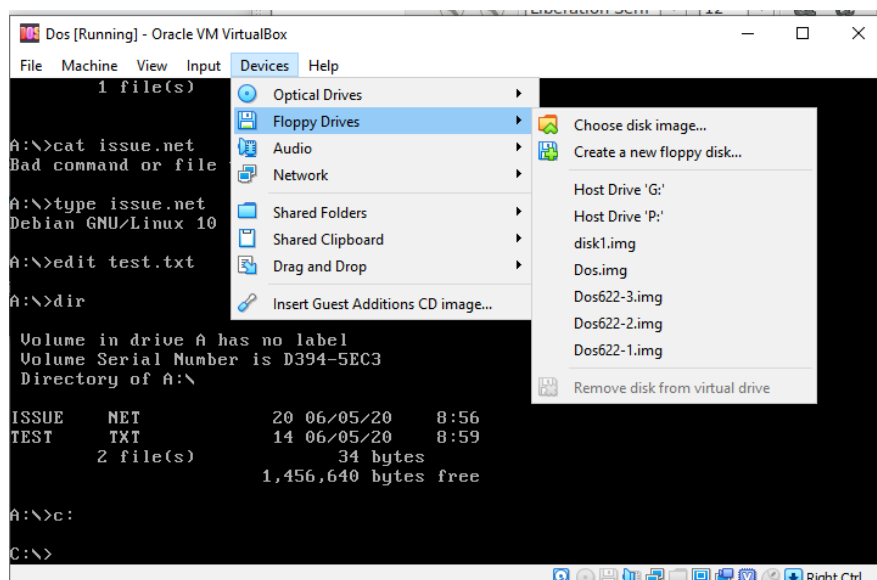 Liberation Serif 12
Dos [Running] - Oracle VM VirtualBox
File Machine View Input Devices Help
1 file(s)
A:\>cat issue.net
Bad command or file
A:\>type issue.net
Debian GNU/Linux 10
A:\>edit test.txt
A:\>dir
Volume in drive A has no label
Volume Serial Number is D394-5EC3
Directory of A:\
ISSUE NET 20 06/05/20 8:56
TEST TXT 14 06/05/20 8:59
2 file(s) 34 bytes
1,456,640 bytes free
A:\>c:
C:\>
Optical Drives
Floppy Drives
Audio
Network
Shared Folders
Shared Clipboard
Drag and Drop
Insert Guest Additions CD image...
Choose disk image...
Create a new floppy disk...
Host Drive 'G:'
Host Drive 'P:'
disk1.img
Dos.img
Dos622-3.img
Dos622-2.img
Dos622-1.img
Remove disk from virtual drive
Right Ctrl